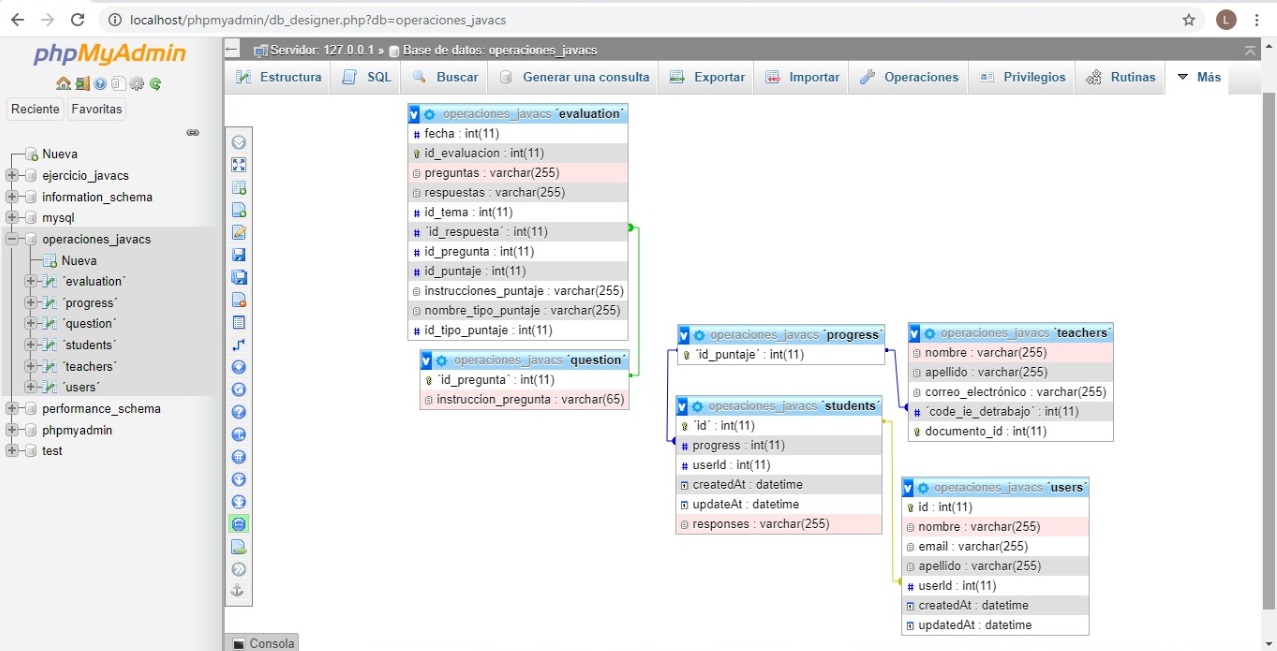 localhost/phpmyadmin/db_designer.php?db=operaciones_javacs
L
phpMyAdmin
Reciente Favoritas
Nueva
ejercicio_javacs
information_schema
mysql
operaciones_javacs
Nueva
´evaluation´
´progress´
´question´
´students´
´teachers´
´users´
performance_schema
phpmyadmin
test
Servidor: 127.0.0.1 » Base de datos: operaciones_javacs
Estructura SQL Buscar Generar una consulta Exportar Importar Operaciones Privilegios Rutinas Más
operaciones_javacs ´evaluation´
fecha : int(11)
id_evaluacion : int(11)
preguntas : varchar(255)
respuestas : varchar(255)
id_tema : int(11)
´id_respuesta´ : int(11)
id_pregunta : int(11)
id_puntaje : int(11)
instrucciones_puntaje : varchar(255)
nombre_tipo_puntaje : varchar(255)
id_tipo_puntaje : int(11)
operaciones_javacs ´question´
´id_pregunta´ : int(11)
instruccion_pregunta : varchar(65)
operaciones_javacs ´progress´
´id_puntaje´ : int(11)
operaciones_javacs ´students´
´id´ : int(11)
progress : int(11)
userId : int(11)
createdAt : datetime
updateAt : datetime
responses : varchar(255)
operaciones_javacs ´teachers´
nombre : varchar(255)
apellido : varchar(255)
correo_electrónico : varchar(255)
´code_ie_detrabajo´ : int(11)
documento_id : int(11)
operaciones_javacs ´users´
id : int(11)
nombre : varchar(255)
email : varchar(255)
apellido : varchar(255)
userId : int(11)
createdAt : datetime
updatedAt : datetime
Consola